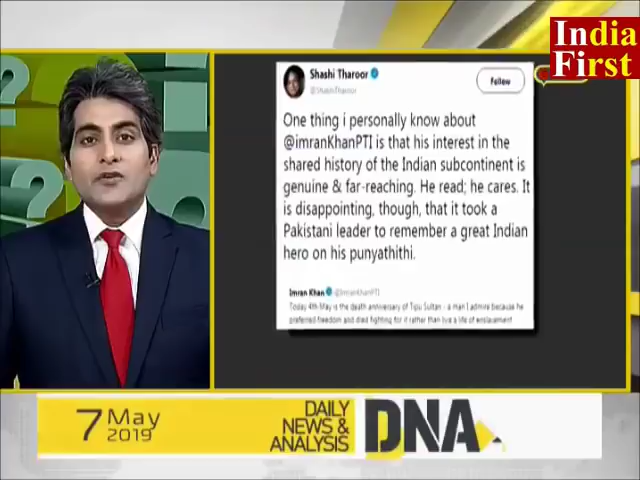 India
First
Shashi Tharoor
@ShashiTharoor
Follow
One thing i personally know about
@imranKhanPTI is that his interest in the
shared history of the Indian subcontinent is
genuine & far-reaching. He read; he cares. It
is disappointing, though, that it took a
Pakistani leader to remember a great Indian
hero on his punyathithi.
Imran Khan @ImranKhanPTI
Today 4th May is the death anniversary of Tipu Sultan - a man I admire because he
preferred freedom and died fighting for it rather than live a life of enslavement
7 May
2019
DAILY
NEWS &
ANALYSIS
DNA